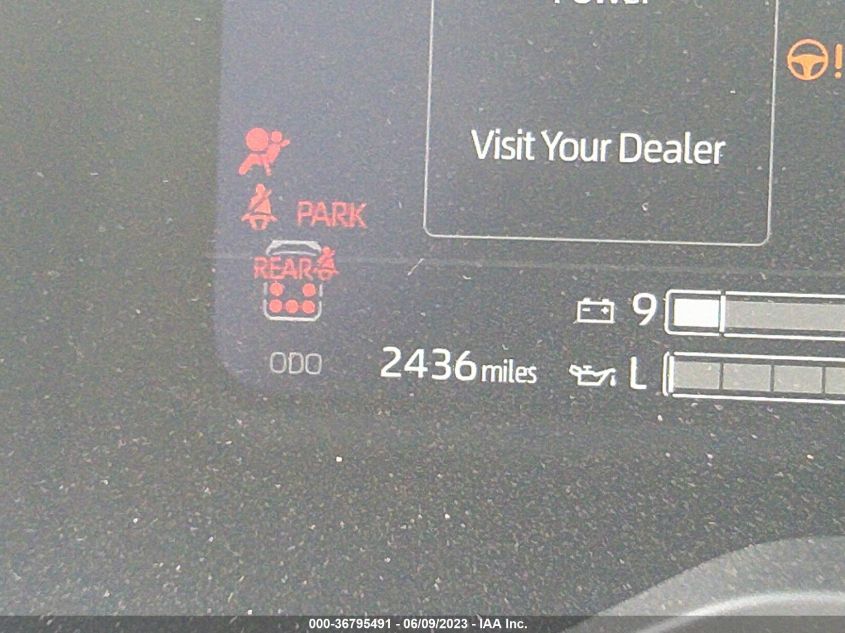 Visit Your Dealer
PARK
REAR
9
ODO 2436 miles
L
000-36795491 - 06/09/2023 - IAA Inc.